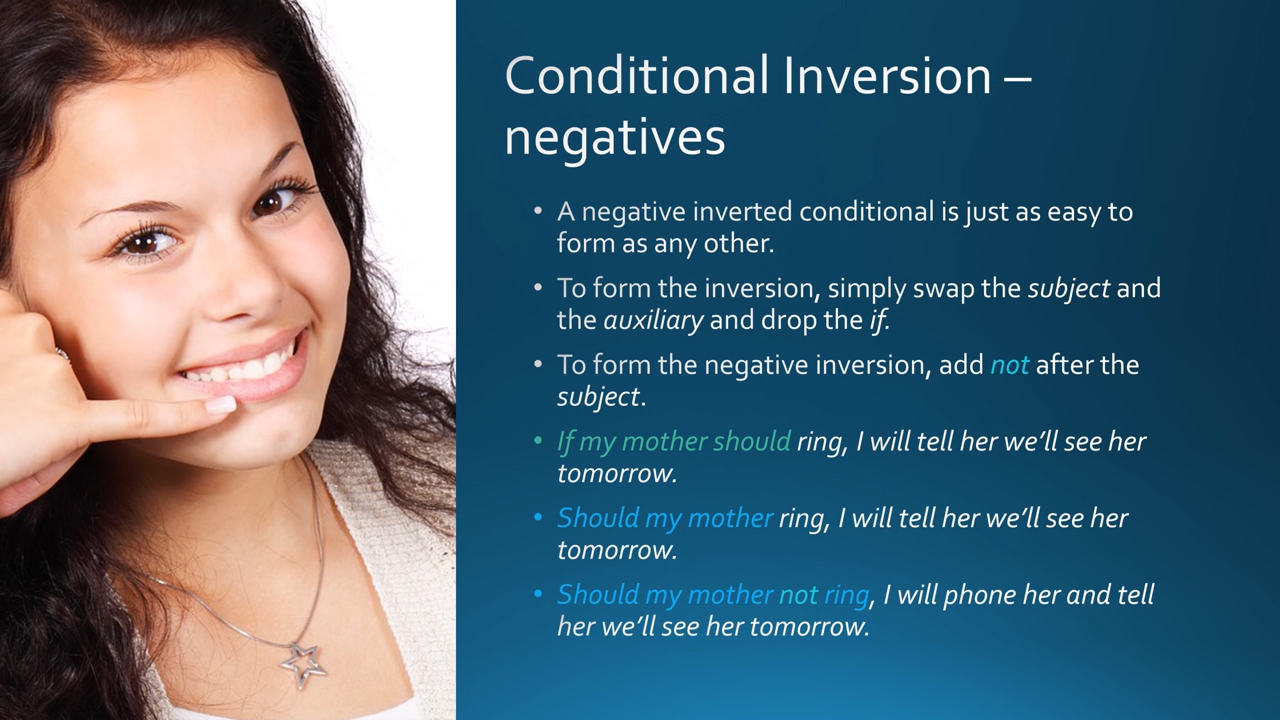 Conditional Inversion –
negatives
• A negative inverted conditional is just as easy to
form as any other.
• To form the inversion, simply swap the subject and
the auxiliary and drop the if.
• To form the negative inversion, add not after the
subject.
• If my mother should ring, I will tell her we’ll see her
tomorrow.
• Should my mother ring, I will tell her we’ll see her
tomorrow.
• Should my mother not ring, I will phone her and tell
her we’ll see her tomorrow.